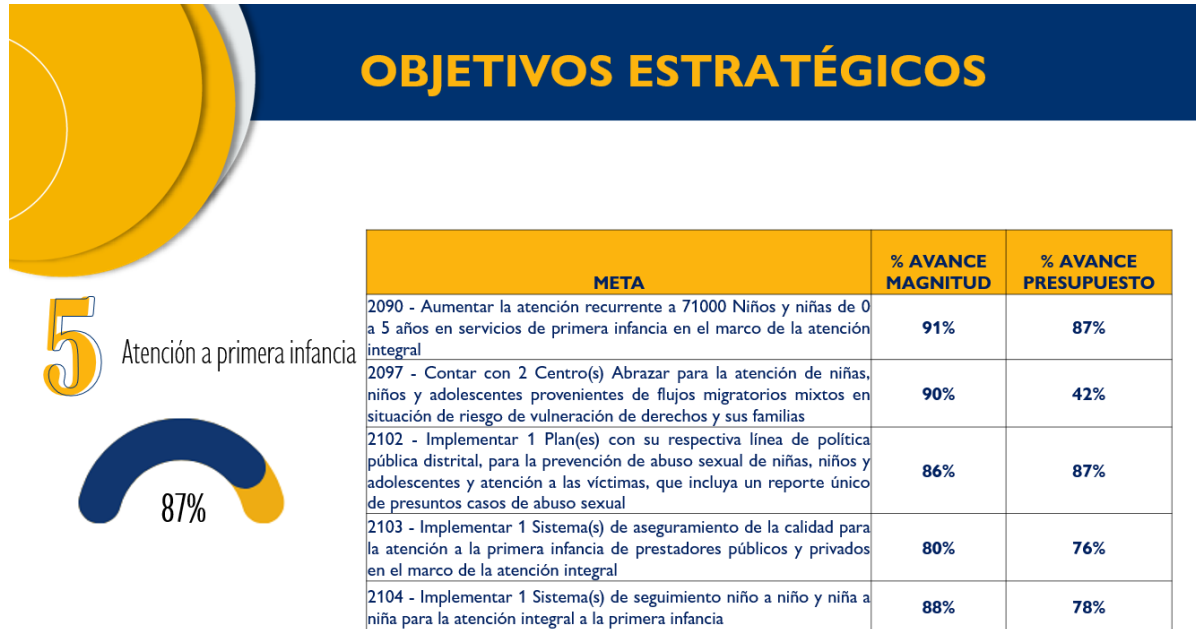 OBJETIVOS ESTRATÉGICOS
5
Atención a primera infancia
87%
META
% AVANCE
MAGNITUD
% AVANCE
PRESUPUESTO
2090 - Aumentar la atención recurrente a 71000 Niños y niñas de 0
a 5 años en servicios de primera infancia en el marco de la atención
integral
91%
87%
2097 - Contar con 2 Centro(s) Abrazar para la atención de niñas,
niños y adolescentes provenientes de flujos migratorios mixtos en
situación de riesgo de vulneración de derechos y sus familias
90%
42%
2102 - Implementar 1 Plan(es) con su respectiva línea de política
pública distrital, para la prevención de abuso sexual de niñas, niños y
adolescentes y atención a las víctimas, que incluya un reporte único
de presuntos casos de abuso sexual
86%
87%
2103 - Implementar 1 Sistema(s) de aseguramiento de la calidad para
la atención a la primera infancia de prestadores públicos y privados
en el marco de la atención integral
80%
76%
2104 - Implementar 1 Sistema(s) de seguimiento niño a niño y niña a
niña para la atención integral a la primera infancia
88%
78%